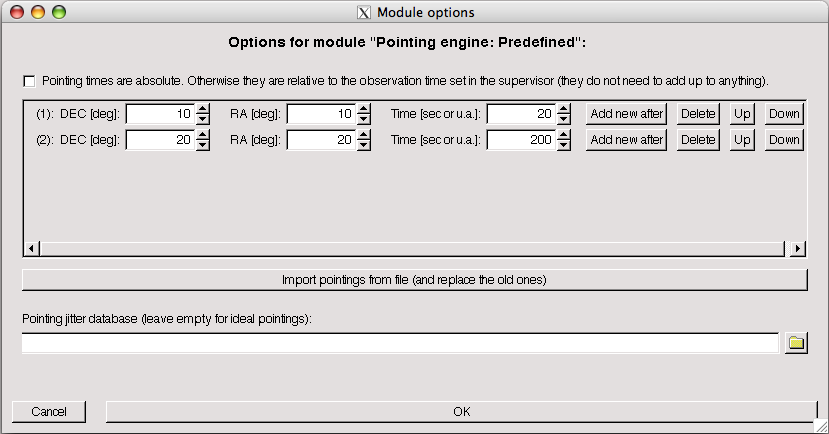 Module options
Options for module "Pointing engine: Predefined":
Pointing times are absolute. Otherwise they are relative to the observation time set in the supervisor (they do not need to add up to anything).
(1): DEC [deg]: 10 RA [deg]: 10 Time [sec or u.a.]: 20 Add new after Delete Up Down
(2): DEC [deg]: 20 RA [deg]: 20 Time [sec or u.a.]: 200 Add new after Delete Up Down
Import pointings from file (and replace the old ones)
Pointing jitter database (leave empty for ideal pointings):
Cancel OK